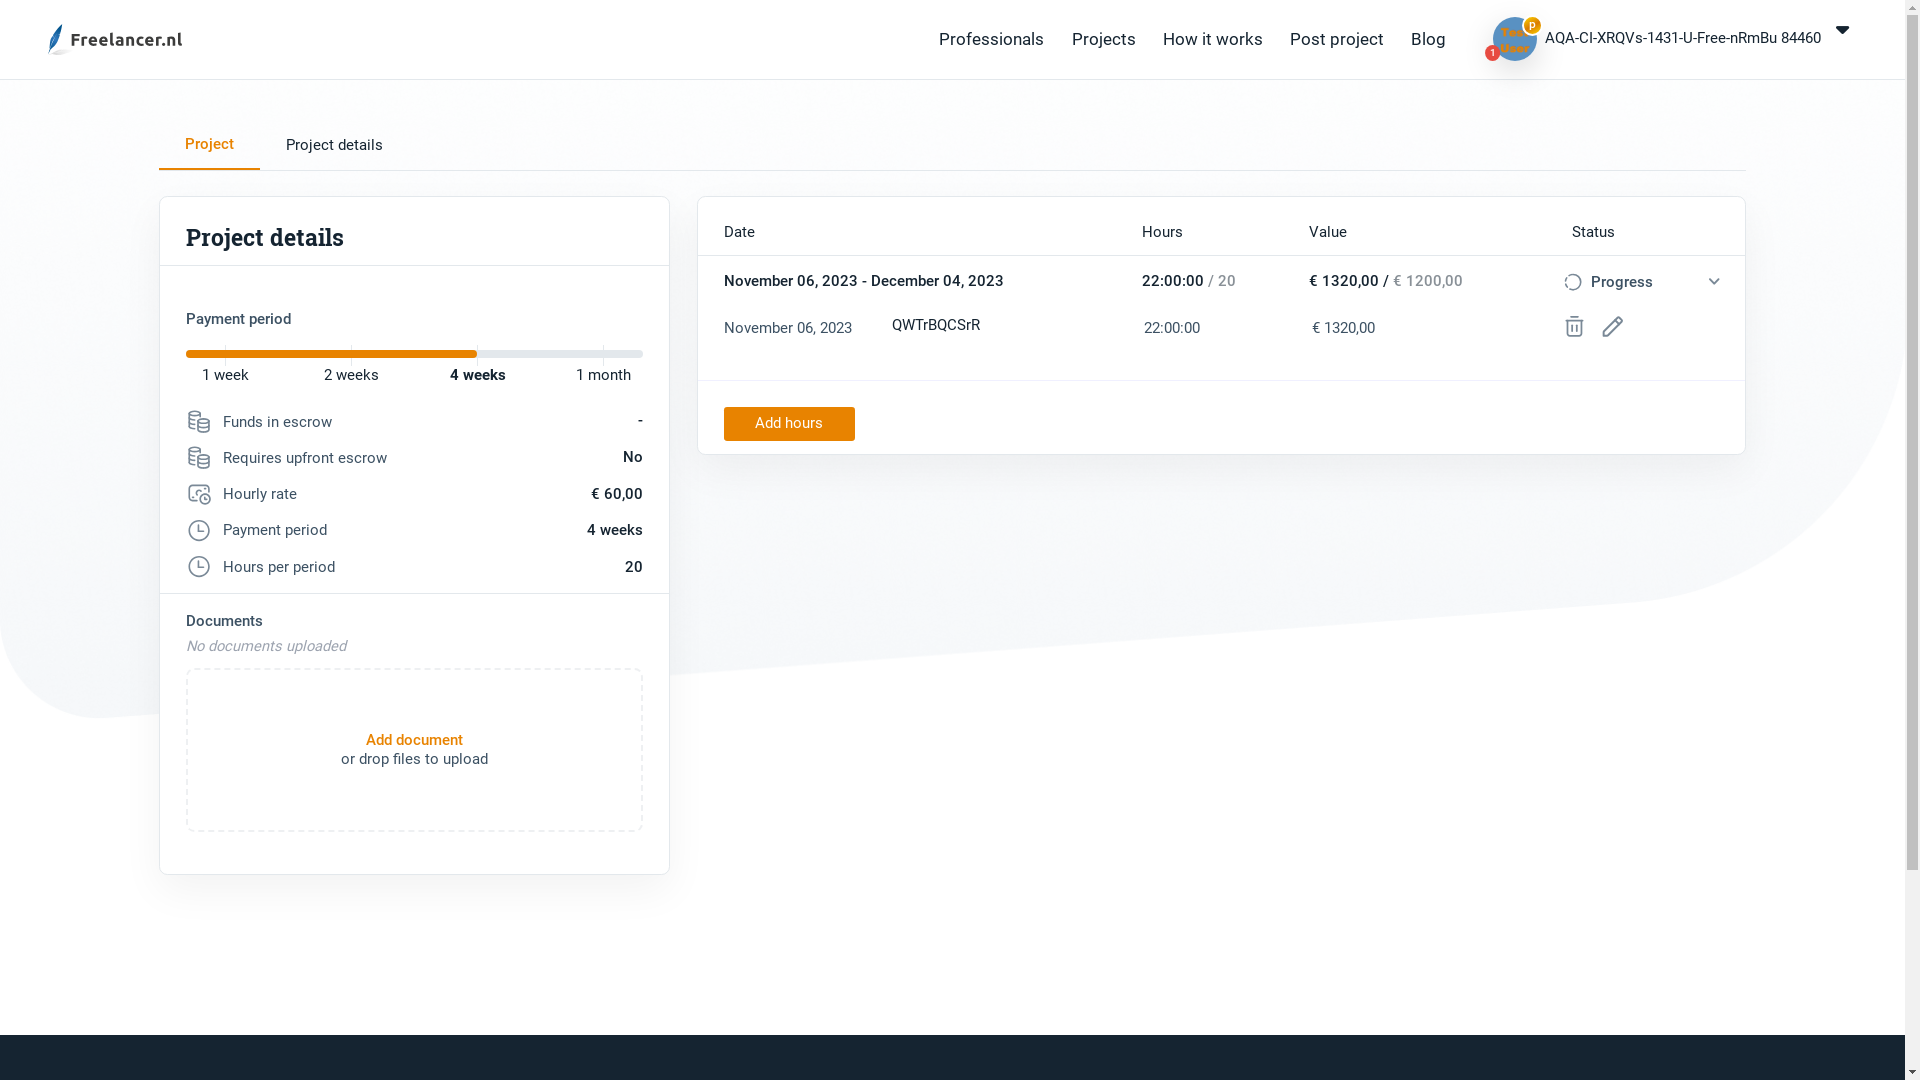 Freelancer.nl
Professionals
Projects
How it works
Post project
Blog
Test
User
P
1
AQA-CI-XRQVs-1431-U-Free-nRmBu 84460
Project
Project details
Project details
Payment period
1 week
2 weeks
4 weeks
1 month
Funds in escrow -
Requires upfront escrow No
Hourly rate € 60,00
Payment period 4 weeks
Hours per period 20
Documents
No documents uploaded
Add document
or drop files to upload
Date Hours Value Status
November 06, 2023 - December 04, 2023 22:00:00 / 20 € 1320,00 / € 1200,00 Progress
November 06, 2023 QWTrBQCSrR 22:00:00 € 1320,00
Add hours